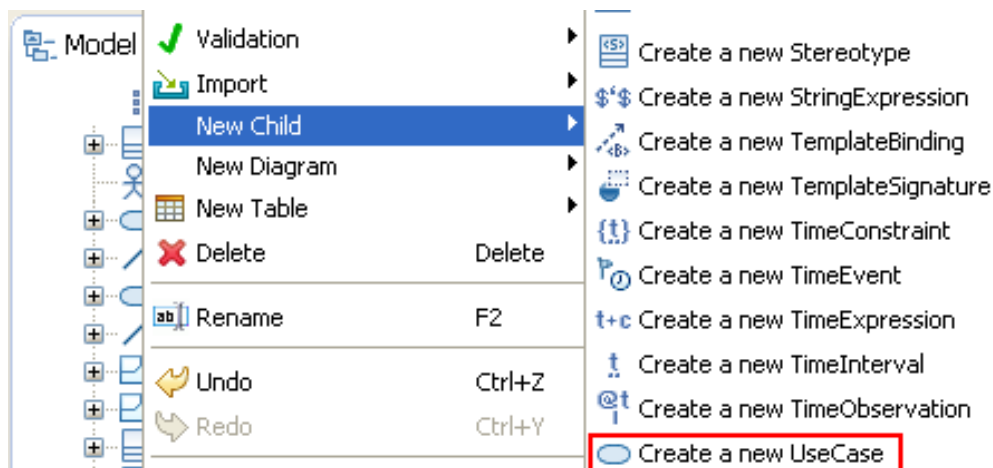 Model
Validation
Import
New Child
New Diagram
New Table
Delete Delete
Rename F2
Undo Ctrl+Z
Redo Ctrl+Y
<S> Create a new Stereotype
$'$ Create a new StringExpression
<B> Create a new TemplateBinding
Create a new TemplateSignature
{t} Create a new TimeConstraint
Create a new TimeEvent
t+c Create a new TimeExpression
t Create a new TimeInterval
@t Create a new TimeObservation
Create a new UseCase